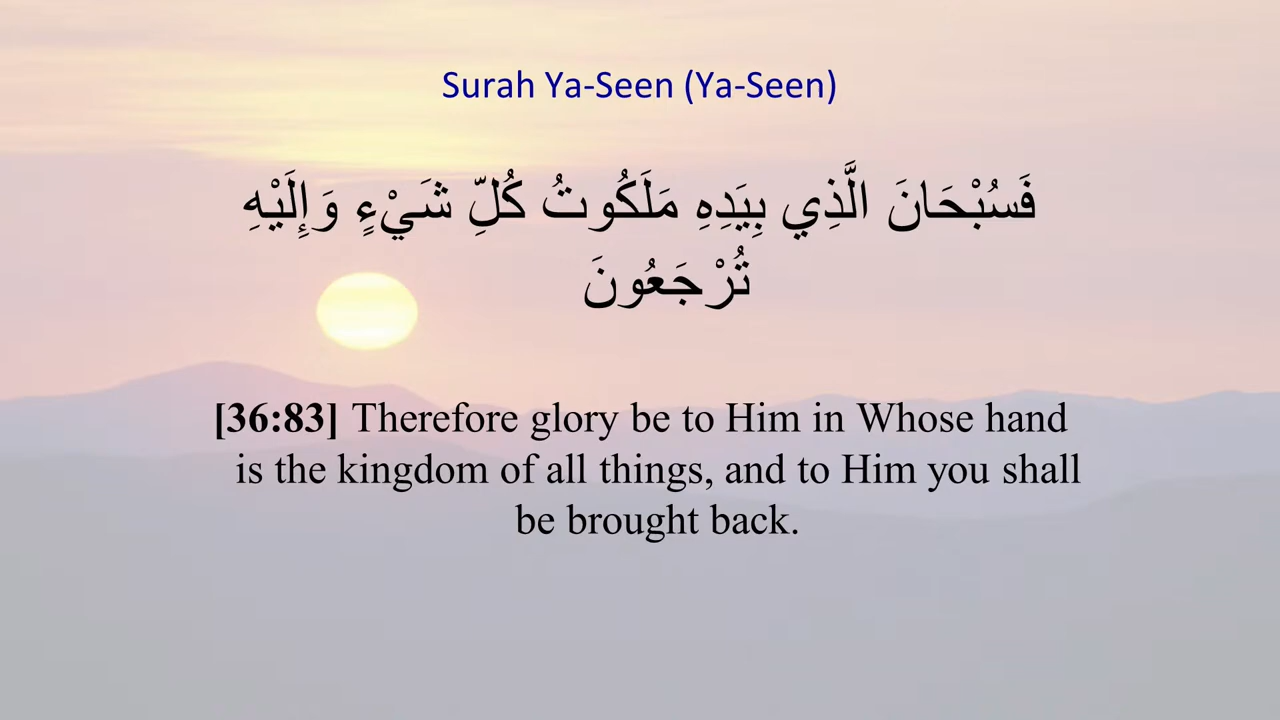 Surah Ya-Seen (Ya-Seen)
فَسُبْحَانَ الَّذِي بِيَدِهِ مَلَكُوتُ كُلِّ شَيْءٍ وَإِلَيْهِ
تُرْجَعُونَ
[36:83] Therefore glory be to Him in Whose hand
is the kingdom of all things, and to Him you shall
be brought back.